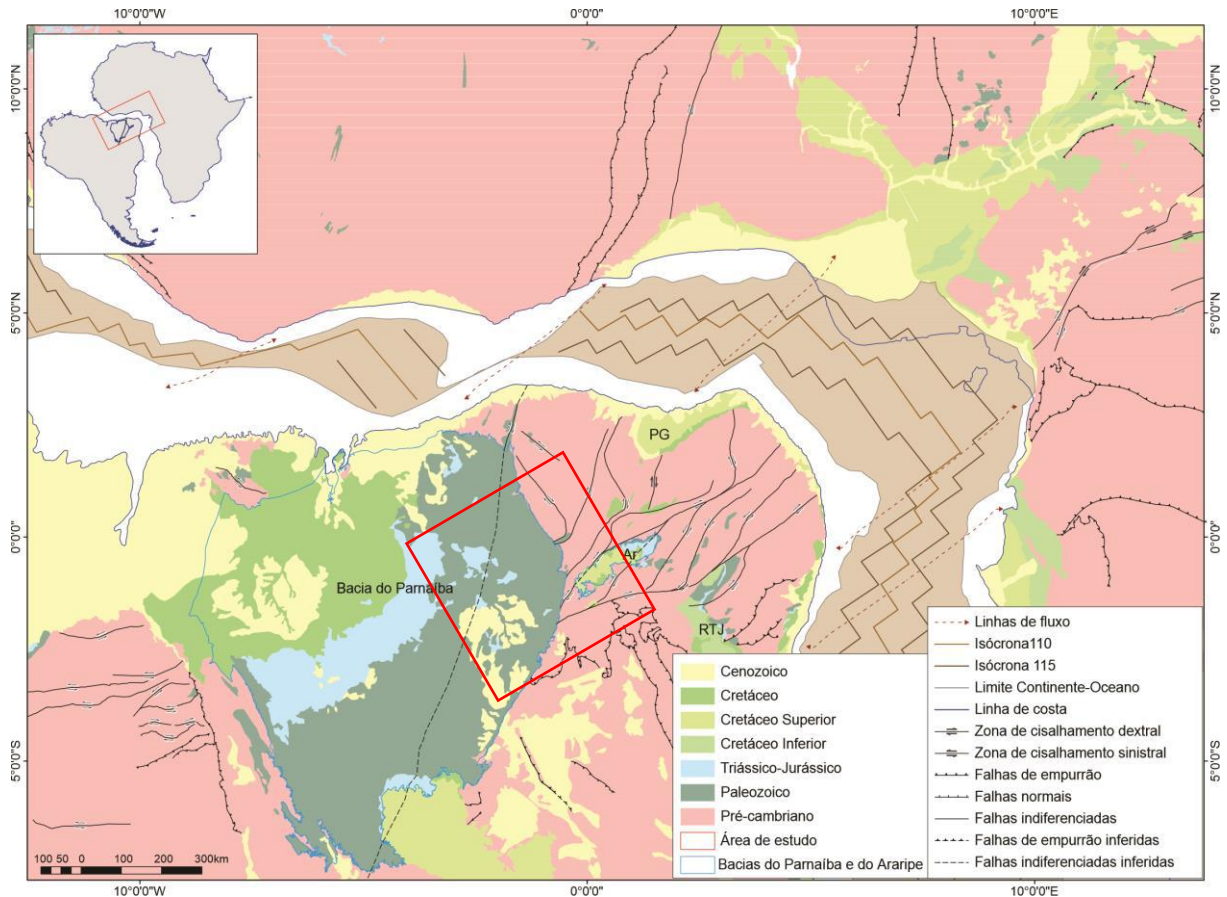 10°0'0"W
0°0'0"
10°0'0"E
10°0'0"N
10°0'0"N
5°0'0"N
5°0'0"N
PG
0°0'0"
0°0'0"
Ar
Bacia do Parnaíba
RTJ
5°0'0"S
5°0'0"S
Cenozoico
Cretáceo
Cretáceo Superior
Cretáceo Inferior
Triássico-Jurássico
Paleozoico
Pré-cambriano
Área de estudo
Bacias do Parnaíba e do Araripe
Linhas de fluxo
Isócrona110
Isócrona 115
Limite Continente-Oceano
Linha de costa
Zona de cisalhamento dextral
Zona de cisalhamento sinistral
Falhas de empurrão
Falhas normais
Falhas indiferenciadas
Falhas de empurrão inferidas
Falhas indiferenciadas inferidas
100 50 0 100 200 300km
10°0'0"W
0°0'0"
10°0'0"E